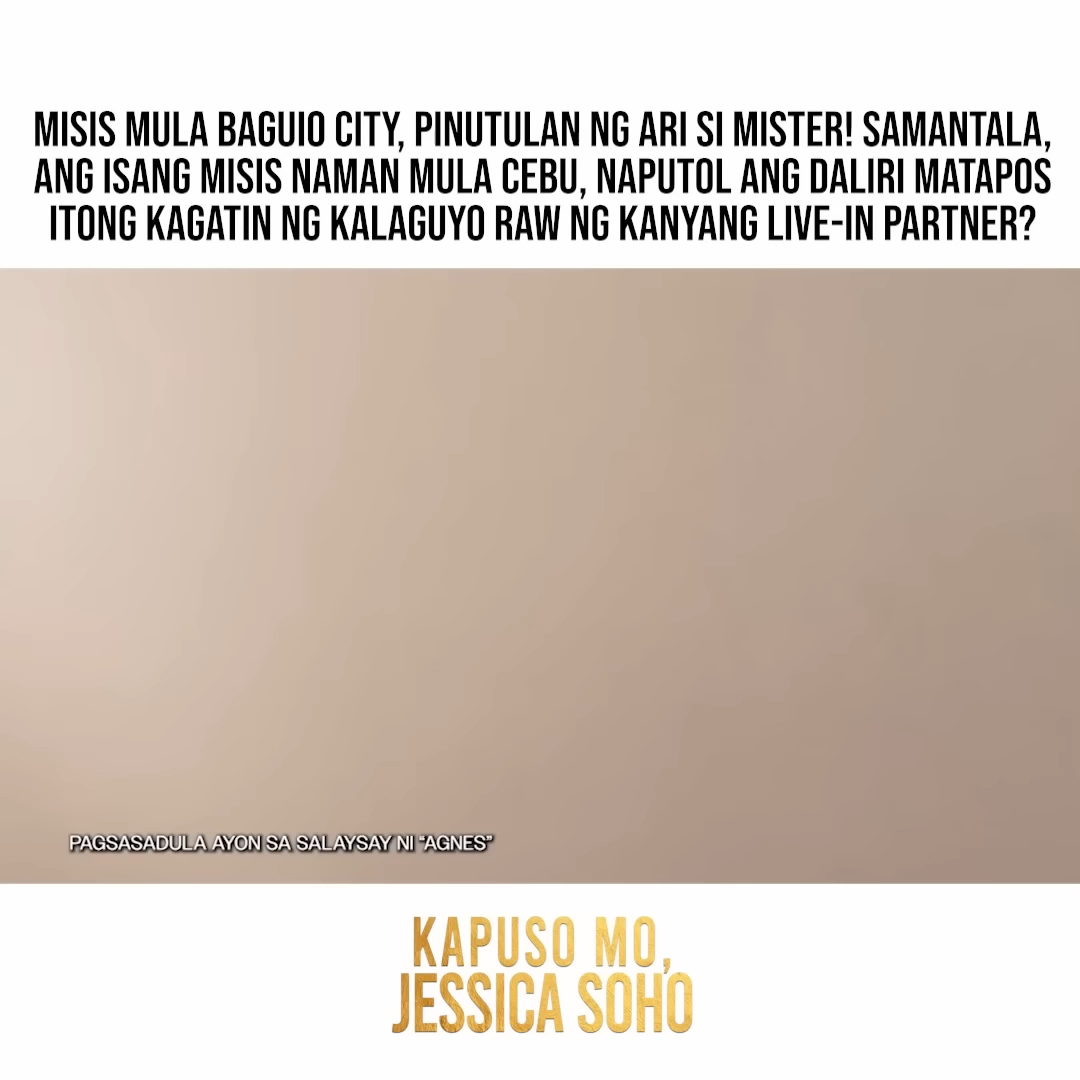 MISIS MULA BAGUIO CITY, PINUTULAN NG ARI SI MISTER! SAMANTALA,
ANG ISANG MISIS NAMAN MULA CEBU, NAPUTOL ANG DALIRI MATAPOS
ITONG KAGATIN NG KALAGUYO RAW NG KANYANG LIVE-IN PARTNER?
PAGSASADULA AYON SA SALAYSAY NI “AGNES”
KAPUSO MO,
JESSICA SOHO